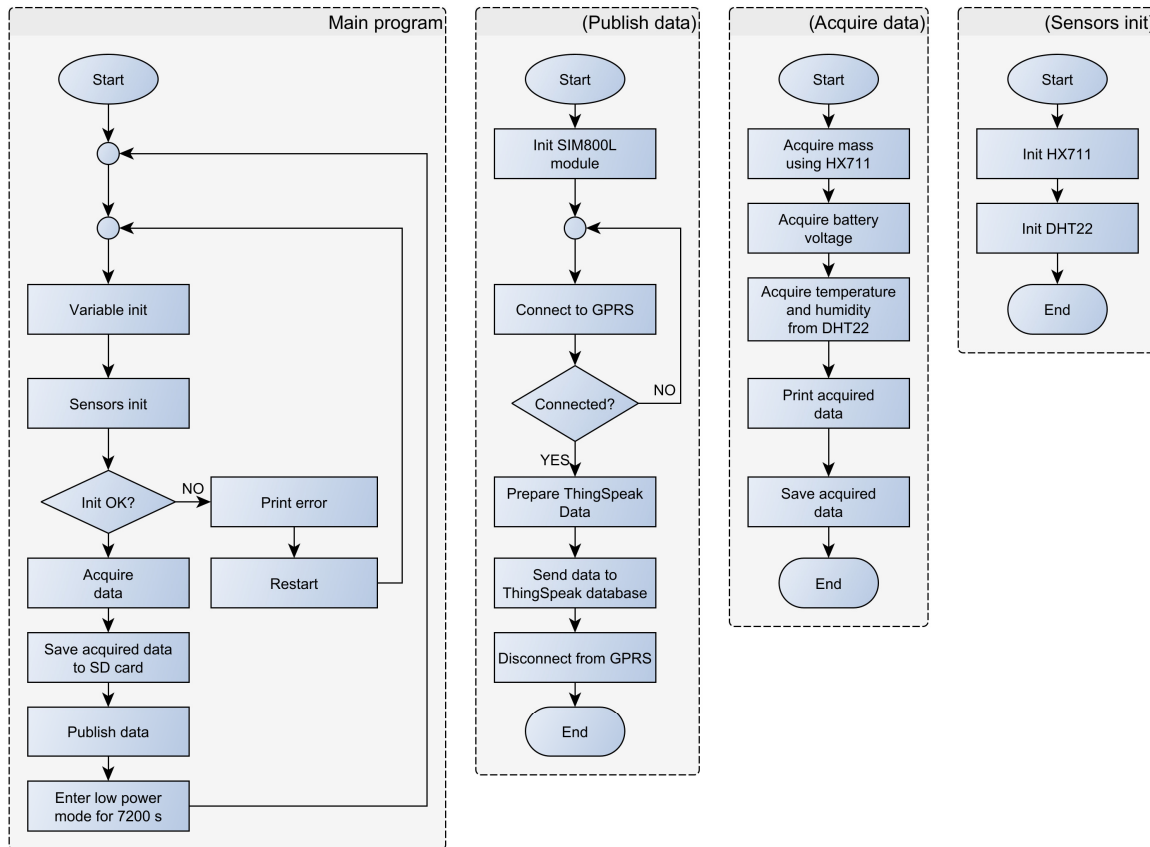 Main program
Start
Variable init
Sensors init
Init OK?
NO
Print error
Restart
Acquire
data
Save acquired data
to SD card
Publish data
Enter low power
mode for 7200 s
(Publish data)
Start
Init SIM800L
module
Connect to GPRS
Connected?
NO
YES
Prepare ThingSpeak
Data
Send data to
ThingSpeak database
Disconnect from GPRS
End
(Acquire data)
Start
Acquire mass
using HX711
Acquire battery
voltage
Acquire temperature
and humidity
from DHT22
Print acquired
data
Save acquired
data
End
(Sensors init)
Start
Init HX711
Init DHT22
End